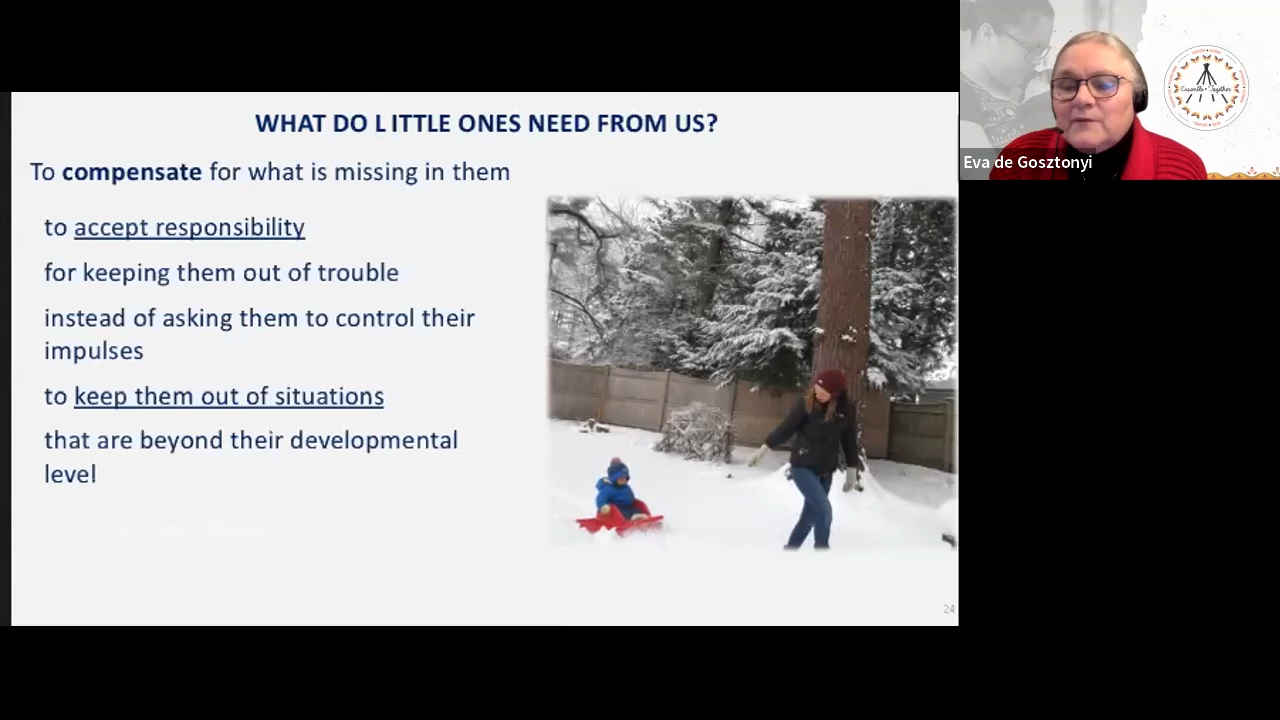 WHAT DO LITTLE ONES NEED FROM US?
To compensate for what is missing in them
to accept responsibility
for keeping them out of trouble
instead of asking them to control their
impulses
to keep them out of situations
that are beyond their developmental
level
24
Eva de Gosztonyi
Ensemble • Together